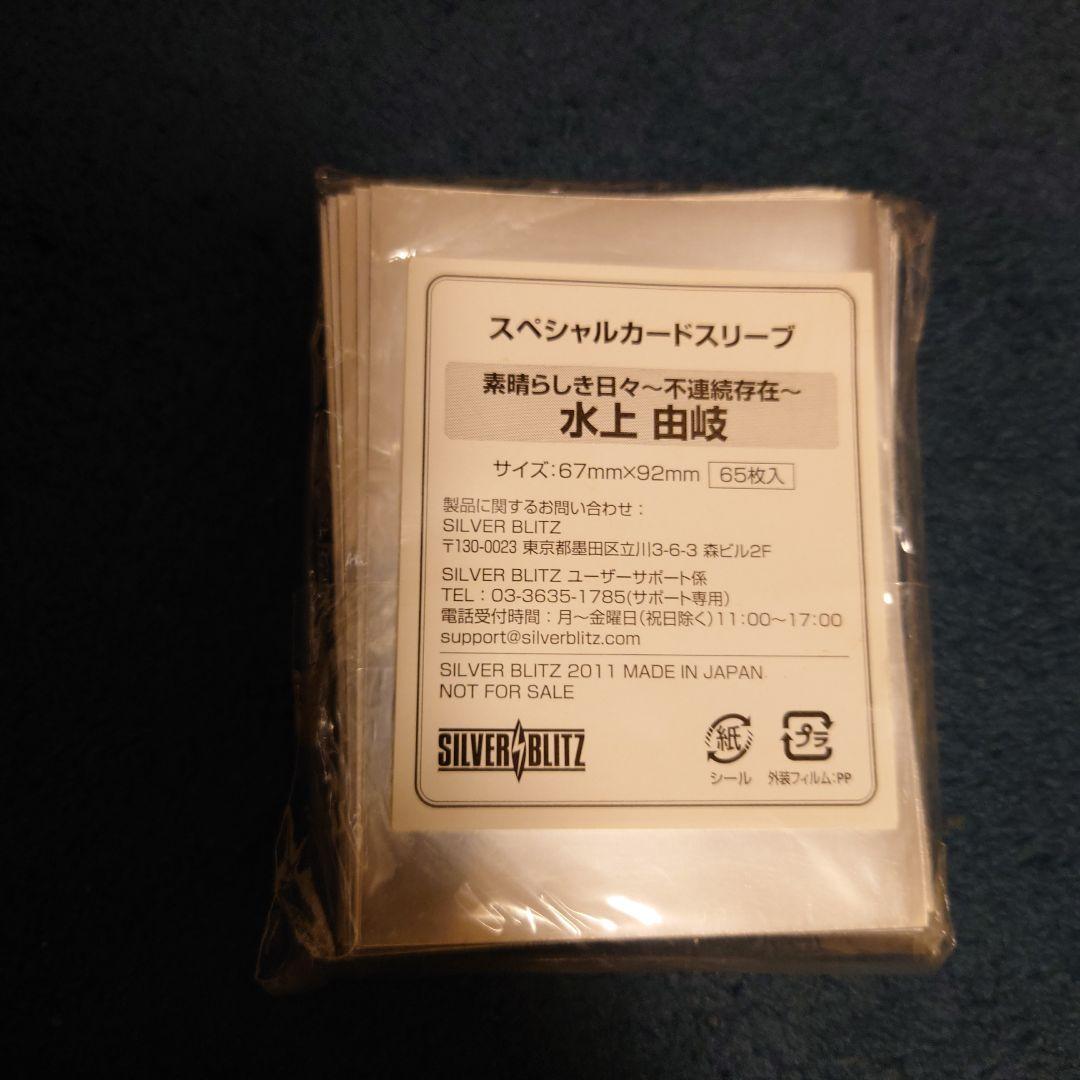 スペシャルカードスリーブ
素晴らしき日々～不連続存在～
水上 由岐
サイズ：67mm×92mm 65枚入
製品に関するお問い合わせ：
SILVER BLITZ
〒130-0023 東京都墨田区立川3-6-3 森ビル2F
SILVER BLITZ ユーザーサポート係
TEL：03-3635-1785(サポート専用)
電話受付時間：月～金曜日(祝日除く)11:00～17:00
support@silverblitz.com
SILVER BLITZ 2011 MADE IN JAPAN
NOT FOR SALE
SILVER BLITZ
紙 プラ
シール 外装フィルム：PP